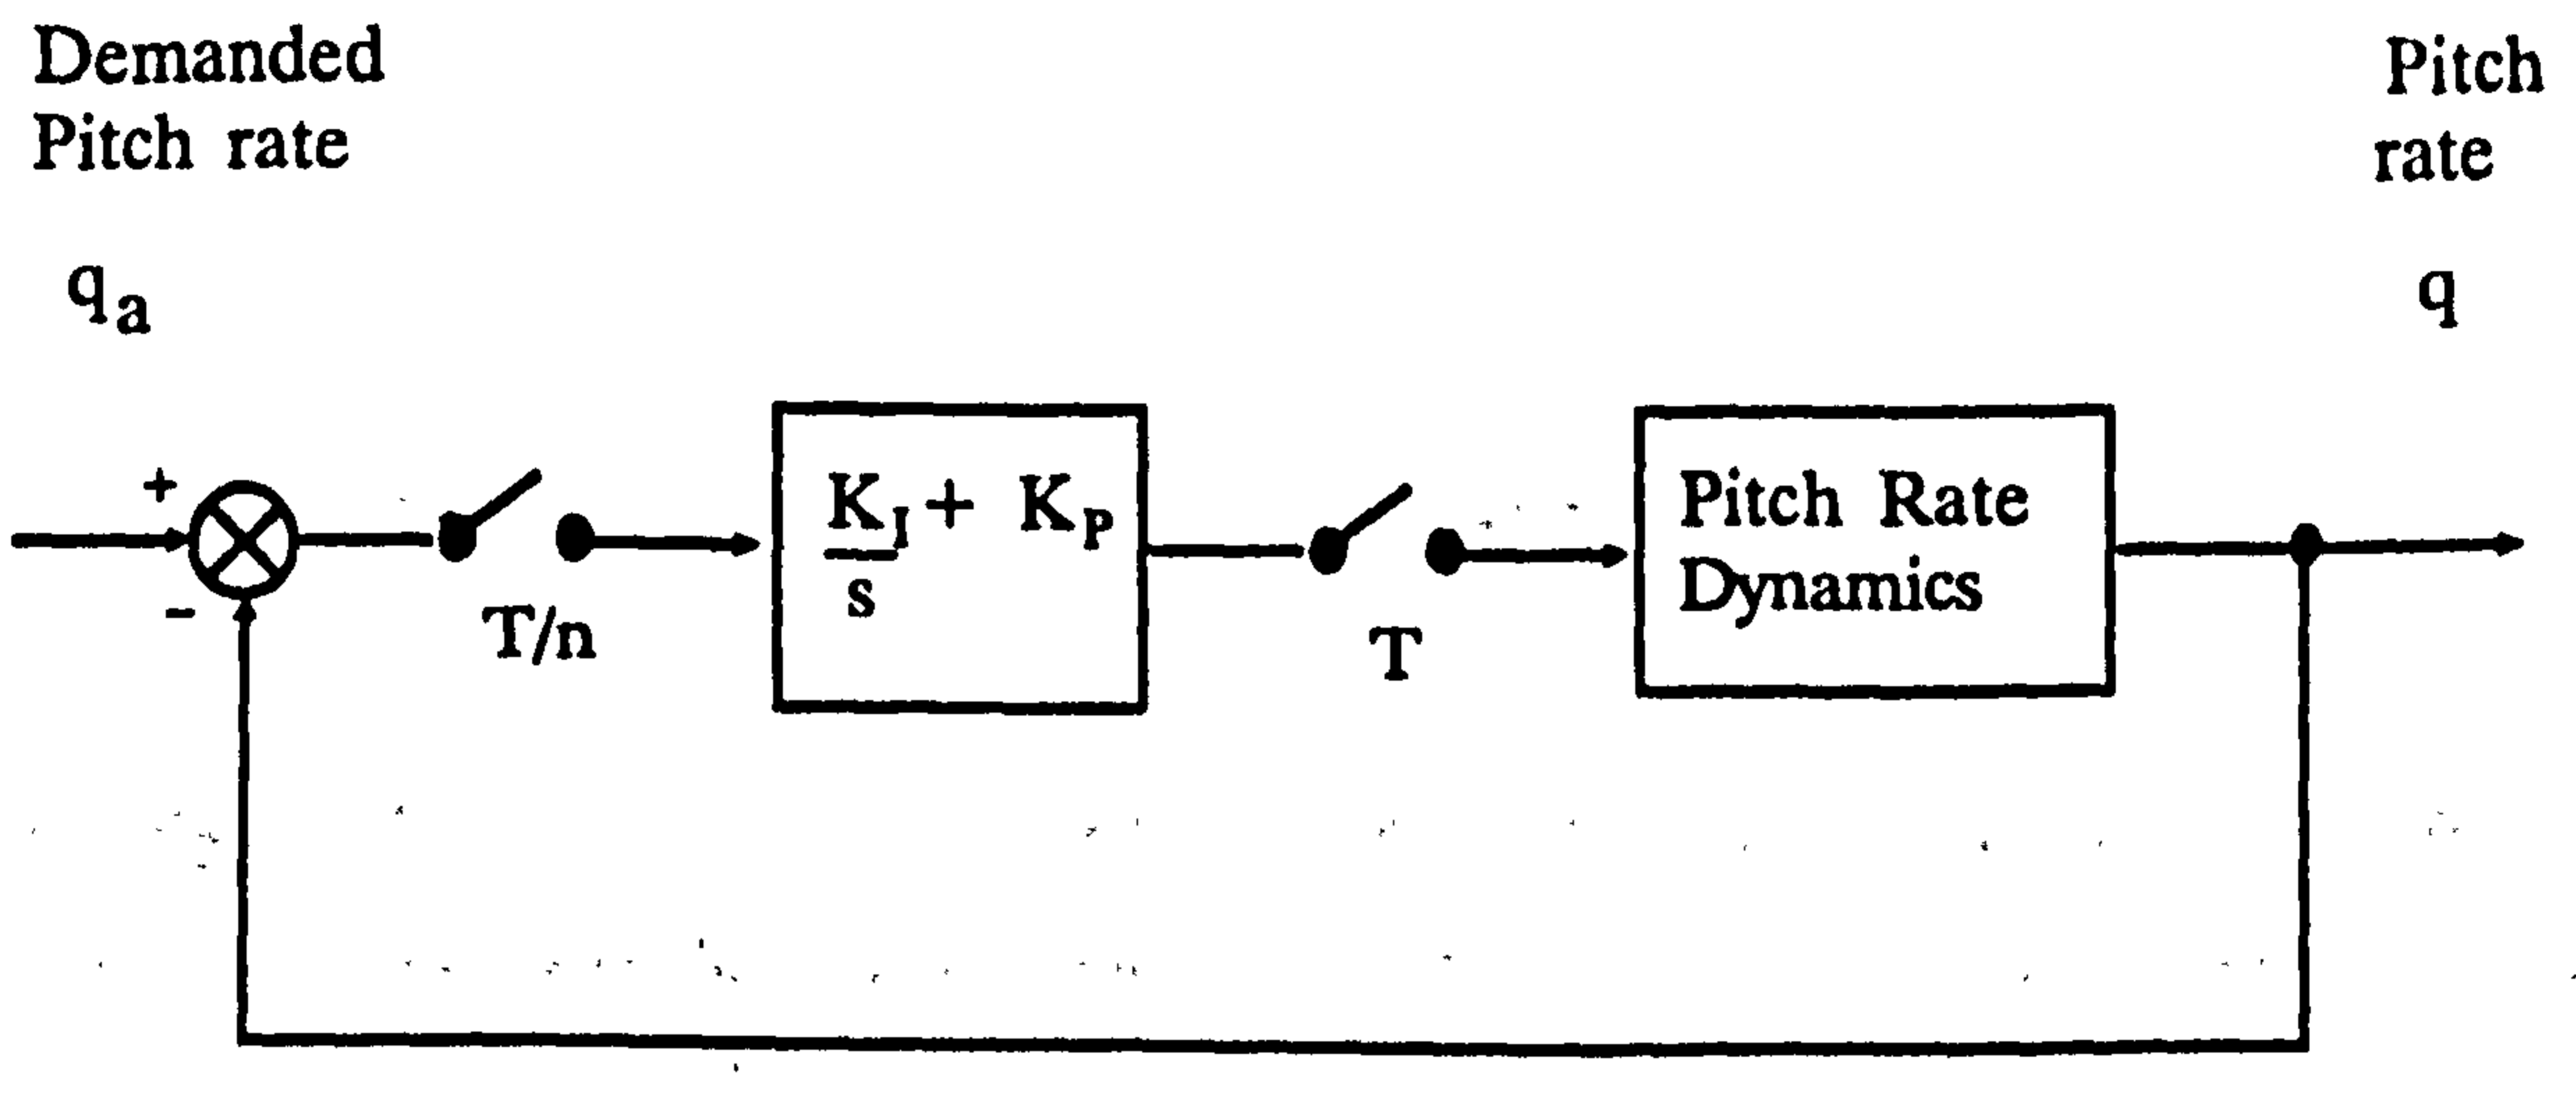 Demanded
Pitch rate
q_a
Pitch
rate
q
+
-
T/n
K_I + K_P
s
T
Pitch Rate
Dynamics